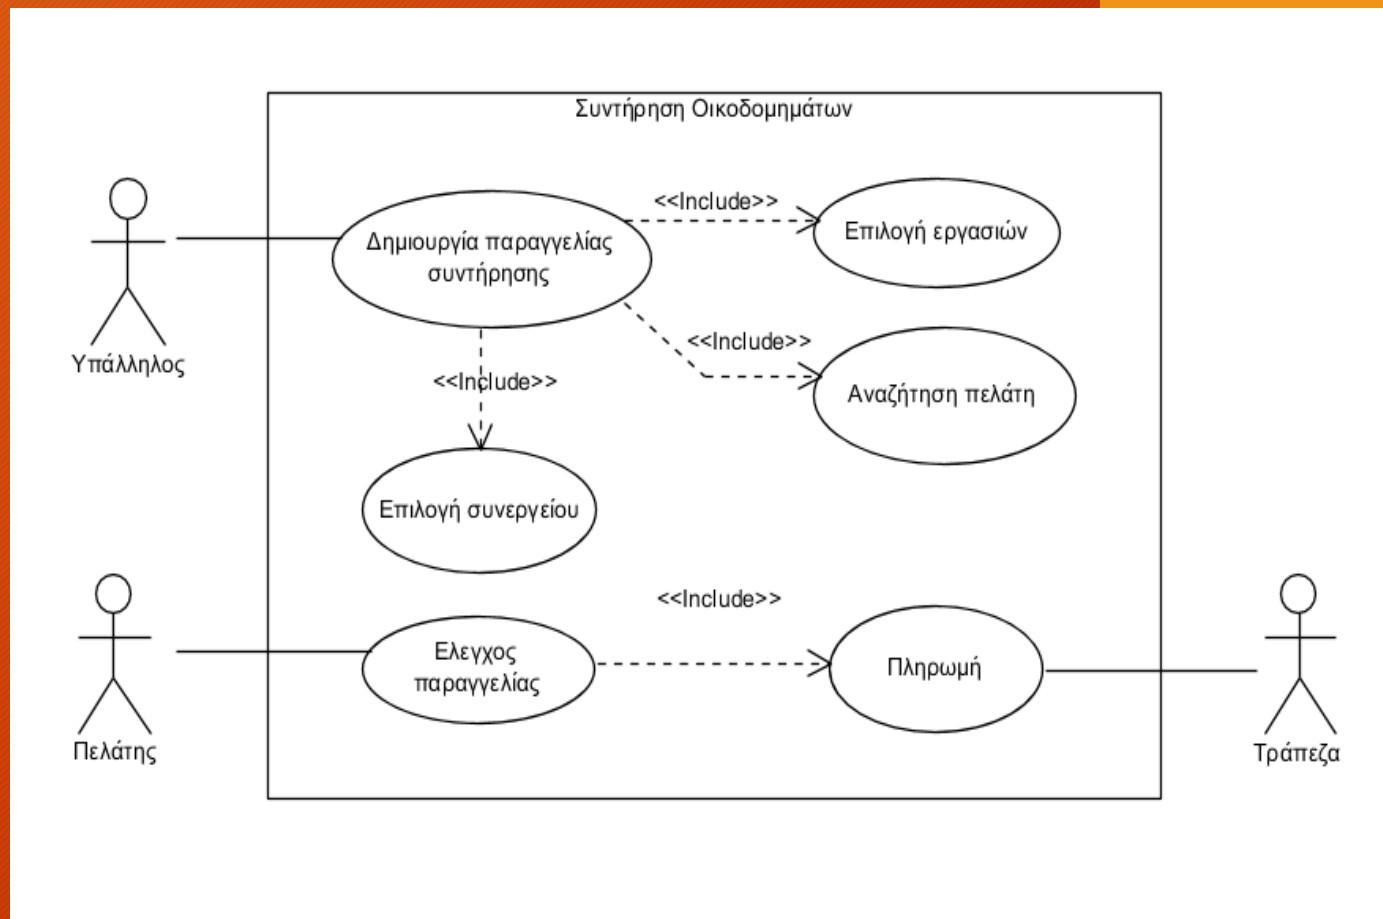 Συντήρηση Οικοδομημάτων
<<Include>>
Επιλογή εργασιών
Δημιουργία παραγγελίας
συντήρησης
<<Include>>
Υπάλληλος
<<Include>>
Αναζήτηση πελάτη
Επιλογή συνεργείου
<<Include>>
Ελεγχος
παραγγελίας
Πληρωμή
Πελάτης
Τράπεζα